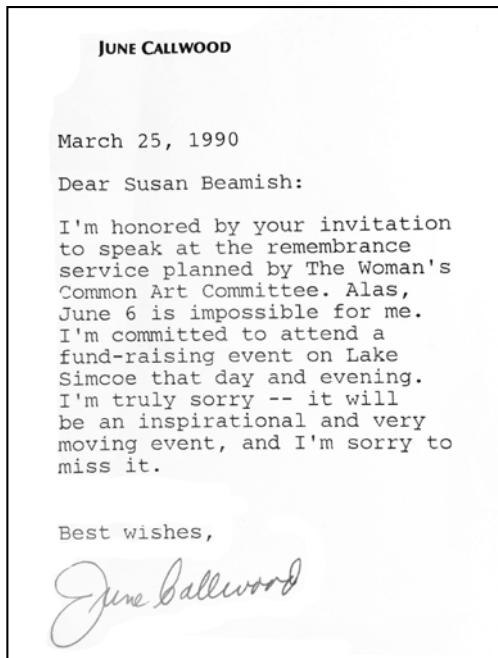 JUNE CALLWOOD
March 25, 1990
Dear Susan Beamish:
I'm honored by your invitation
to speak at the remembrance
service planned by The Woman's
Common Art Committee. Alas,
June 6 is impossible for me.
I'm committed to attend a
fund-raising event on Lake
Simcoe that day and evening.
I'm truly sorry -- it will
be an inspirational and very
moving event, and I'm sorry to
miss it.
Best wishes,
June Callwood